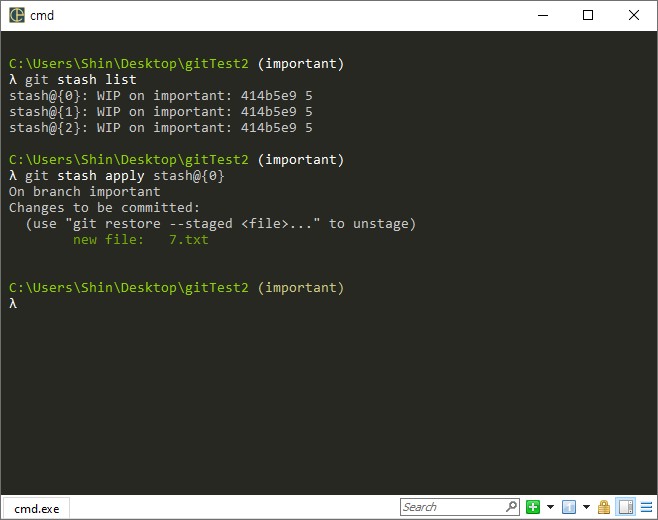 cmd
C:\Users\Shin\Desktop\gitTest2 (important)
λ git stash list
stash@{0}: WIP on important: 414b5e9 5
stash@{1}: WIP on important: 414b5e9 5
stash@{2}: WIP on important: 414b5e9 5
C:\Users\Shin\Desktop\gitTest2 (important)
λ git stash apply stash@{0}
On branch important
Changes to be committed:
  (use "git restore --staged <file>..." to unstage)
        new file:   7.txt
C:\Users\Shin\Desktop\gitTest2 (important)
λ
cmd.exe
Search